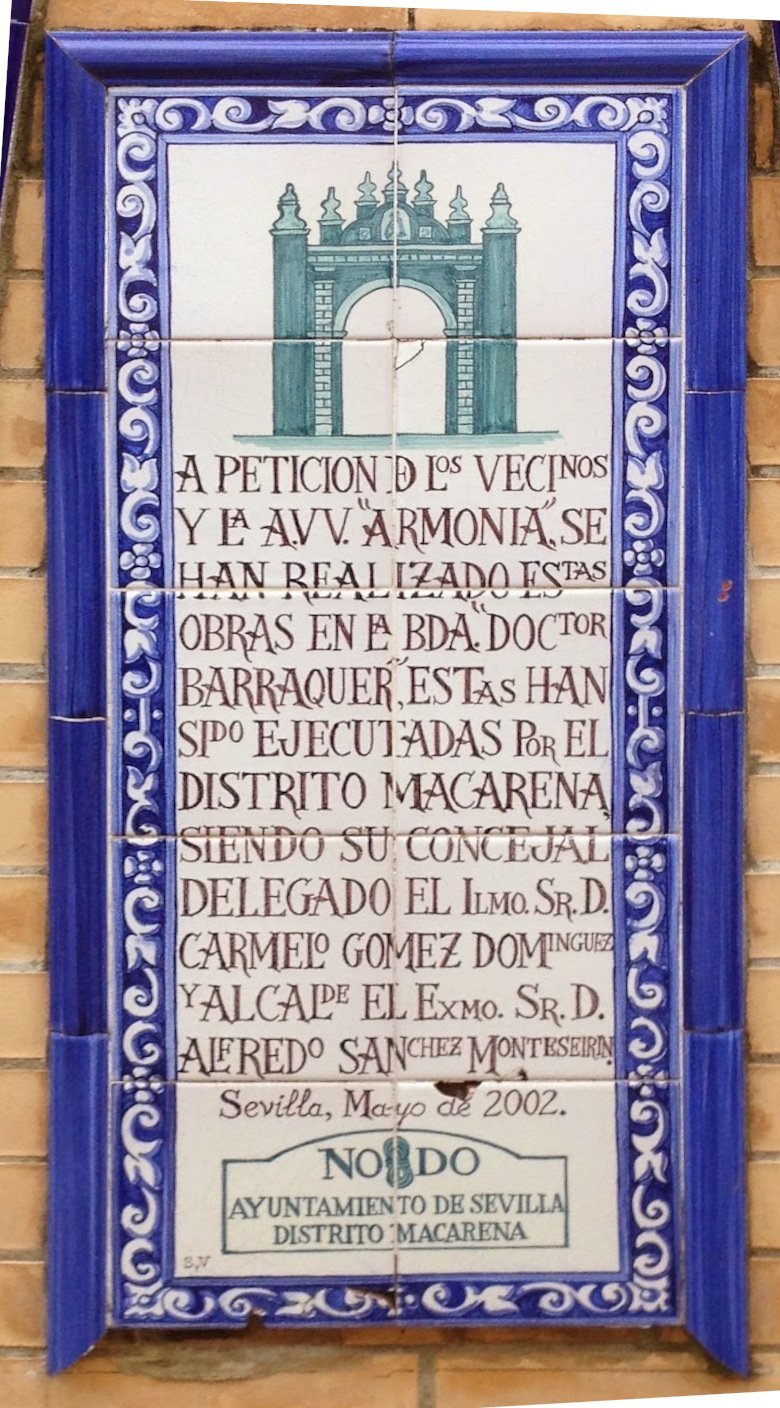 A PETICION DE LOS VECINOS
Y LA A.VV. "ARMONIA", SE
HAN REALIZADO ESTAS
OBRAS EN LA BDA. "DOCTOR
BARRAQUER", ESTAS HAN
SIDO EJECUTADAS POR EL
DISTRITO MACARENA,
SIENDO SU CONCEJAL
DELEGADO EL ILMO. SR. D.
CARMELO GOMEZ DOMINGUEZ
Y ALCALDE EL EXMO. SR. D.
ALFREDO SANCHEZ MONTESEIRIN.
Sevilla, Mayo de 2002.
NO8DO
AYUNTAMIENTO DE SEVILLA
DISTRITO MACARENA
S,V